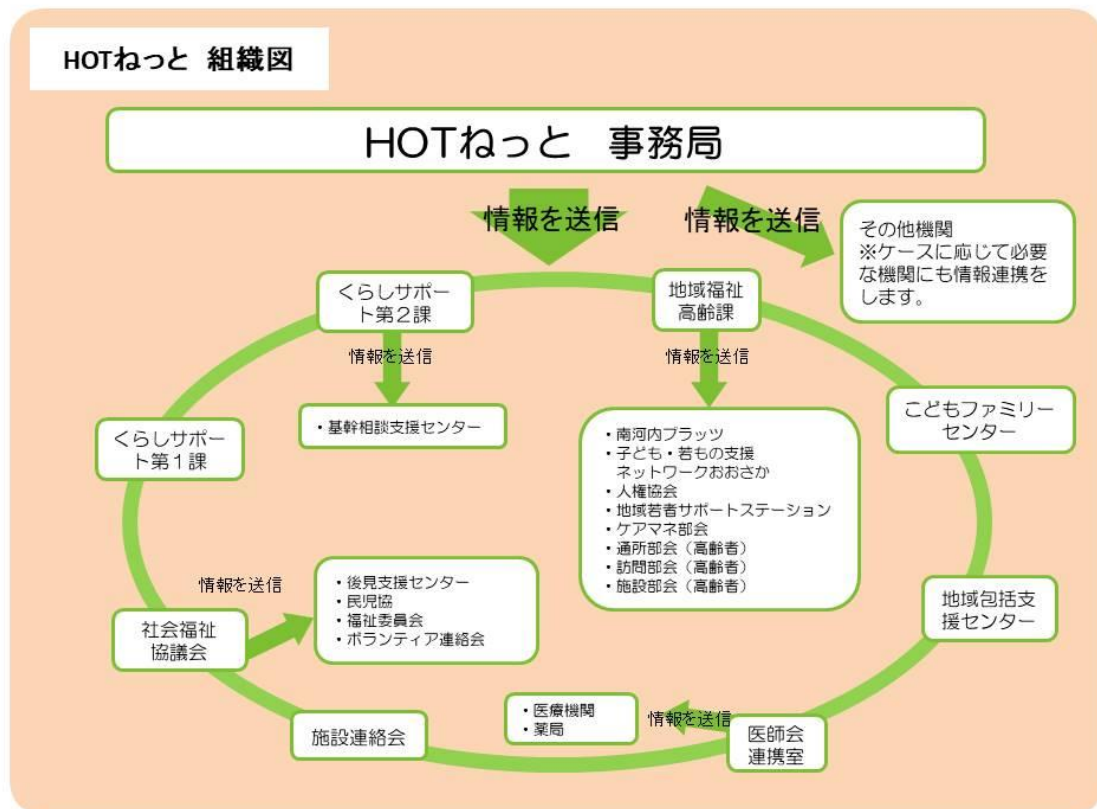 HOTねっと 組織図
HOTねっと 事務局
情報を送信
情報を送信
その他機関
※ケースに応じて必要
な機関にも情報連携を
します。
くらしサポー
ト第２課
地域福祉
高齢課
情報を送信
情報を送信
・基幹相談支援センター
こどもファミリー
センター
くらしサポー
ト第１課
・南河内プラッツ
・子ども・若もの支援
ネットワークおおさか
・人権協会
・地域若者サポートステーション
・ケアマネ部会
・通所部会（高齢者）
・訪問部会（高齢者）
・施設部会（高齢者）
情報を送信
・後見支援センター
・民児協
・福祉委員会
・ボランティア連絡会
社会福祉
協議会
地域包括支
援センター
施設連絡会
・医療機関
・薬局
情報を送信
医師会
連携室